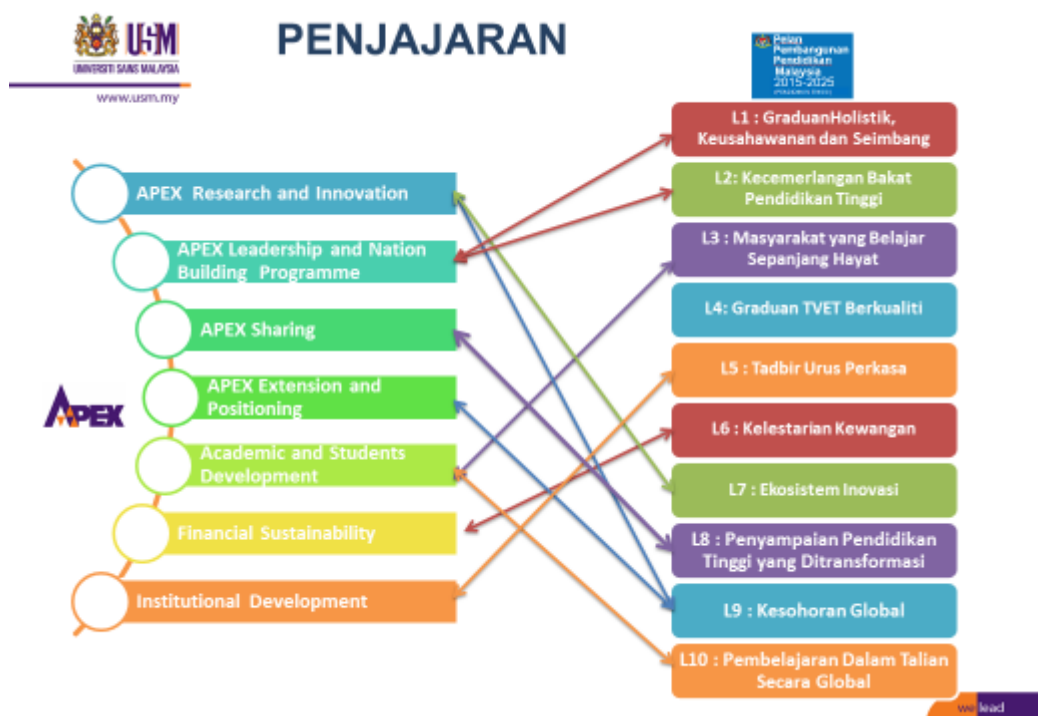 USM
UNIVERSITI SAINS MALAYSIA
www.usm.my
PENJAJARAN
Pelan
Pembangunan
Pendidikan
Malaysia
2015-2025
APEX
APEX Research and Innovation
APEX Leadership and Nation
Building Programme
APEX Sharing
APEX Extension and
Positioning
Academic and Students
Development
Financial Sustainability
Institutional Development
L1 : GraduanHolistik,
Keusahawanan dan Seimbang
L2: Kecemerlangan Bakat
Pendidikan Tinggi
L3 : Masyarakat yang Belajar
Sepanjang Hayat
L4: Graduan TVET Berkualiti
L5 : Tadbir Urus Perkasa
L6 : Kelestarian Kewangan
L7 : Ekosistem Inovasi
L8 : Penyampaian Pendidikan
Tinggi yang Ditransformasi
L9 : Kesohoran Global
L10 : Pembelajaran Dalam Talian
Secara Global
we lead